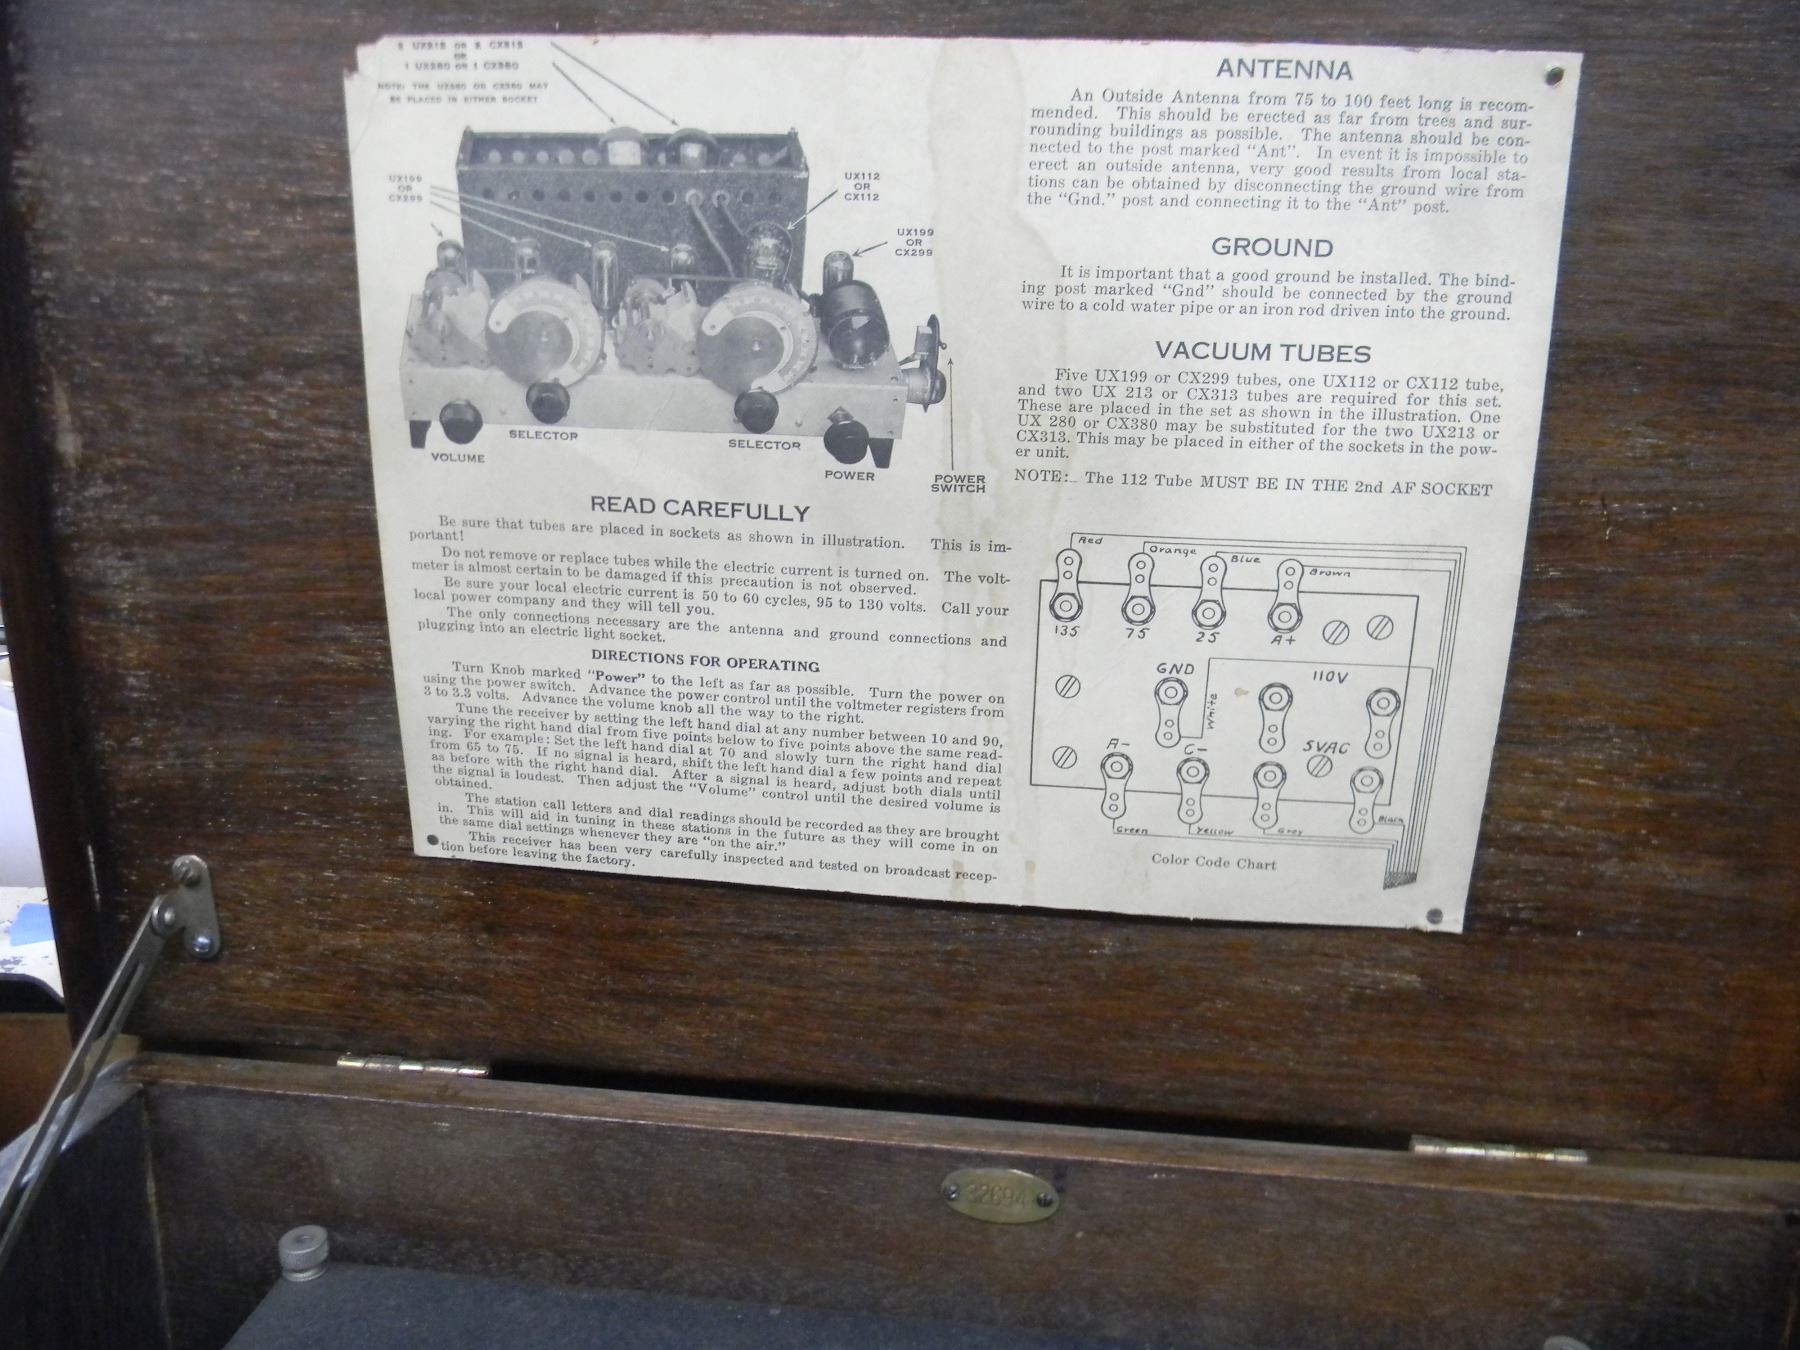 2 UX213 OR 2 CX313
OR
1 UX280 OR 1 CX380
NOTE: THE UX280 OR CX380 MAY
BE PLACED IN EITHER SOCKET
UX199
OR
CX299
UX112
OR
CX112
UX199
OR
CX299
VOLUME
SELECTOR
SELECTOR
POWER
POWER
SWITCH
READ CAREFULLY
Be sure that tubes are placed in sockets as shown in illustration. This is im-
portant!
Do not remove or replace tubes while the electric current is turned on. The volt-
meter is almost certain to be damaged if this precaution is not observed.
Be sure your local electric current is 50 to 60 cycles, 95 to 130 volts. Call your
local power company and they will tell you.
The only connections necessary are the antenna and ground connections and
plugging into an electric light socket.
DIRECTIONS FOR OPERATING
Turn Knob marked "Power" to the left as far as possible. Turn the power on
using the power switch. Advance the power control until the voltmeter registers from
3 to 3.3 volts. Advance the volume knob all the way to the right.
Tune the receiver by setting the left hand dial at any number between 10 and 90,
varying the right hand dial from five points below to five points above the same read-
ing. For example: Set the left hand dial at 70 and slowly turn the right hand dial
from 65 to 75. If no signal is heard, shift the left hand dial a few points and repeat
as before with the right hand dial. After a signal is heard, adjust both dials until
the signal is loudest. Then adjust the "Volume" control until the desired volume is
obtained.
The station call letters and dial readings should be recorded as they are brought
in. This will aid in tuning in these stations in the future as they will come in on
the same dial settings whenever they are "on the air."
This receiver has been very carefully inspected and tested on broadcast recep-
tion before leaving the factory.
ANTENNA
An Outside Antenna from 75 to 100 feet long is recom-
mended. This should be erected as far from trees and sur-
rounding buildings as possible. The antenna should be con-
nected to the post marked "Ant". In event it is impossible to
erect an outside antenna, very good results from local sta-
tions can be obtained by disconnecting the ground wire from
the "Gnd." post and connecting it to the "Ant" post.
GROUND
It is important that a good ground be installed. The bind-
ing post marked "Gnd" should be connected by the ground
wire to a cold water pipe or an iron rod driven into the ground.
VACUUM TUBES
Five UX199 or CX299 tubes, one UX112 or CX112 tube,
and two UX 213 or CX313 tubes are required for this set.
These are placed in the set as shown in the illustration. One
UX 280 or CX380 may be substituted for the two UX213 or
CX313. This may be placed in either of the sockets in the pow-
er unit.
NOTE:_ The 112 Tube MUST BE IN THE 2nd AF SOCKET
Red
Orange
Blue
Brown
135
75
25
A+
GND
White
110V
A-
C-
5VAC
Green
Yellow
Grey
Black
Color Code Chart
32694